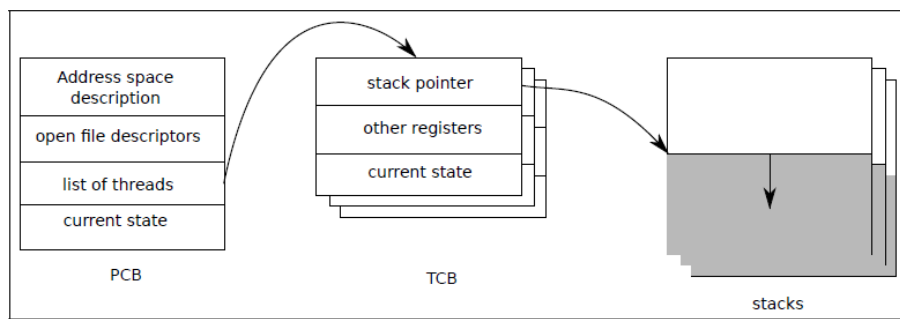 Address space
description
open file descriptors
list of threads
current state
PCB
stack pointer
other registers
current state
TCB
stacks